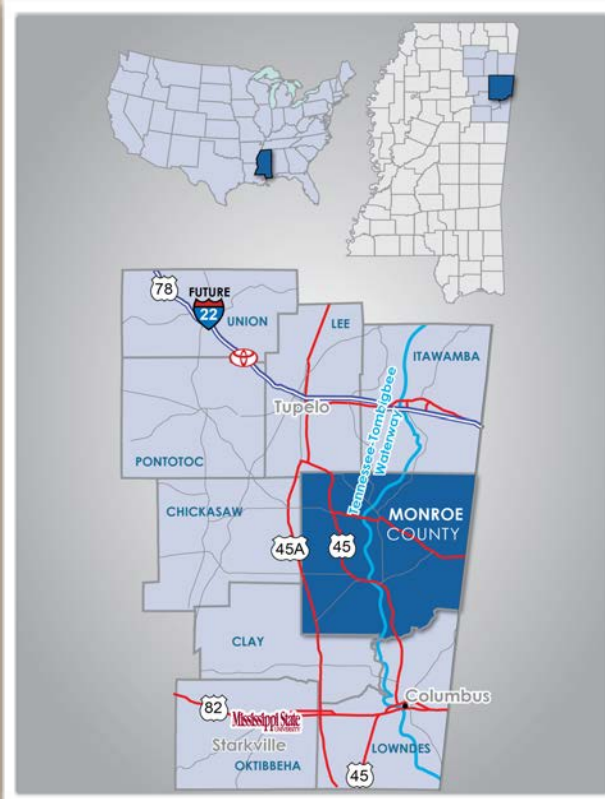 78
FUTURE
22
UNION
LEE
ITAWAMBA
Tupelo
Tennessee-Tombigbee
Waterway
PONTOTOC
CHICKASAW
MONROE
COUNTY
45A
45
CLAY
Columbus
82
Mississippi State
UNIVERSITY
Starkville
OKTIBBEHA
LOWNDES
45